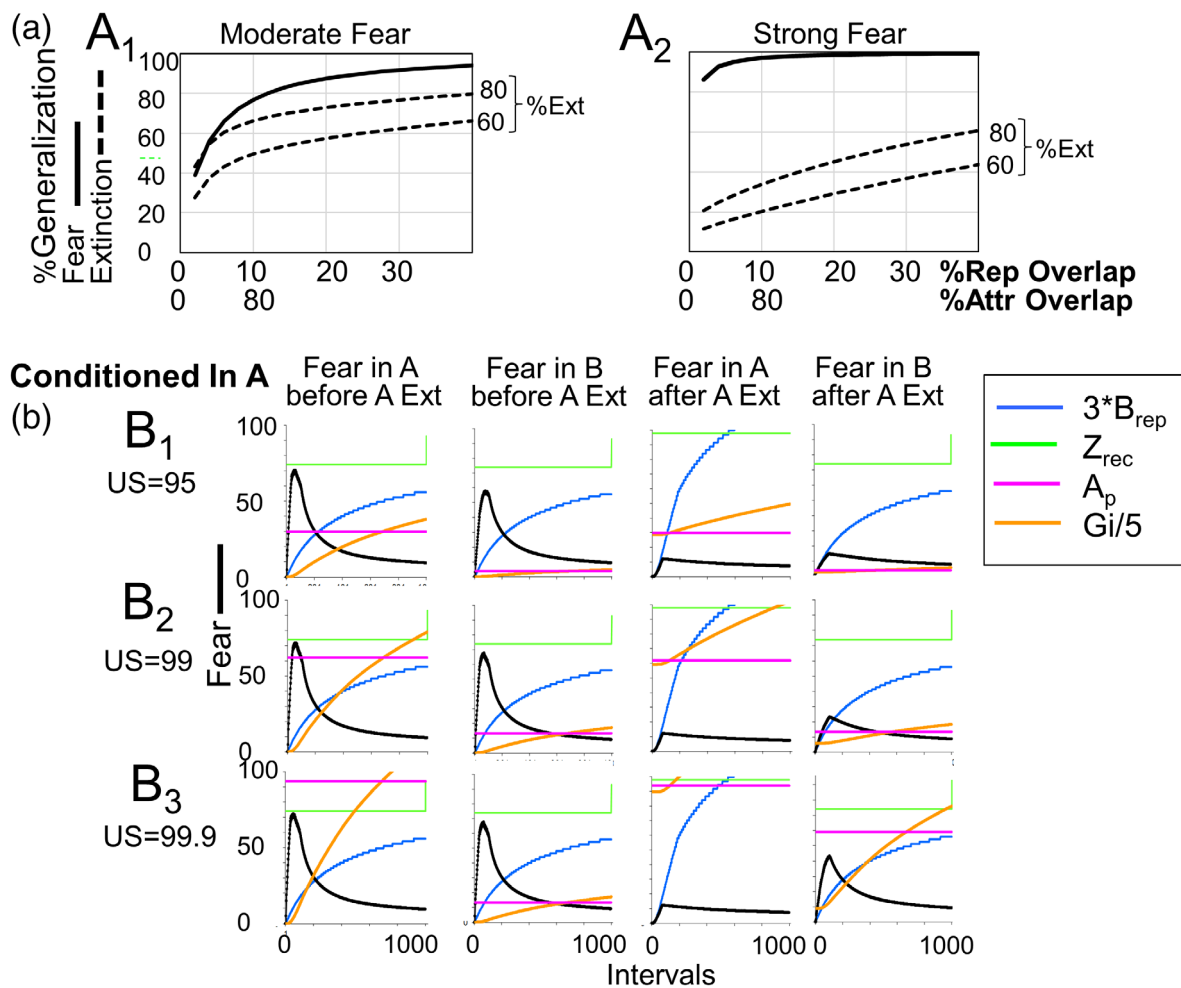 (a)
A1
Moderate Fear
A2
Strong Fear
%Generalization
Fear
Extinction
100
80
60
40
20
0
80
60
%Ext
80
60
%Ext
0 10 20 30
0 80
0 10 20 30 %Rep Overlap
0 80 %Attr Overlap
Conditioned In A
(b)
Fear in A
before A Ext
Fear in B
before A Ext
Fear in A
after A Ext
Fear in B
after A Ext
B1
US=95
100
50
0
B2
US=99
100
50
0
B3
US=99.9
100
50
0
Fear
0 1000
0 1000
0 1000
0 1000
Intervals
3*Brep
Zrec
Ap
Gi/5